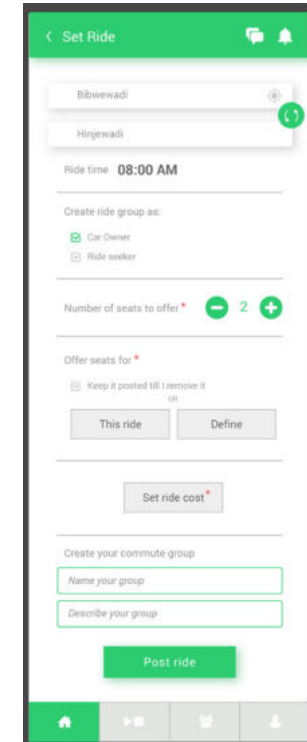 Set Ride
Bibwewadi
Hinjewadi
Ride time 08:00 AM
Create ride group as:
Car Owner
Ride seeker
Number of seats to offer* 2
Offer seats for *
Keep it posted till I remove it
OR
This ride Define
Set ride cost*
Create your commute group
Name your group
Describe your group
Post ride